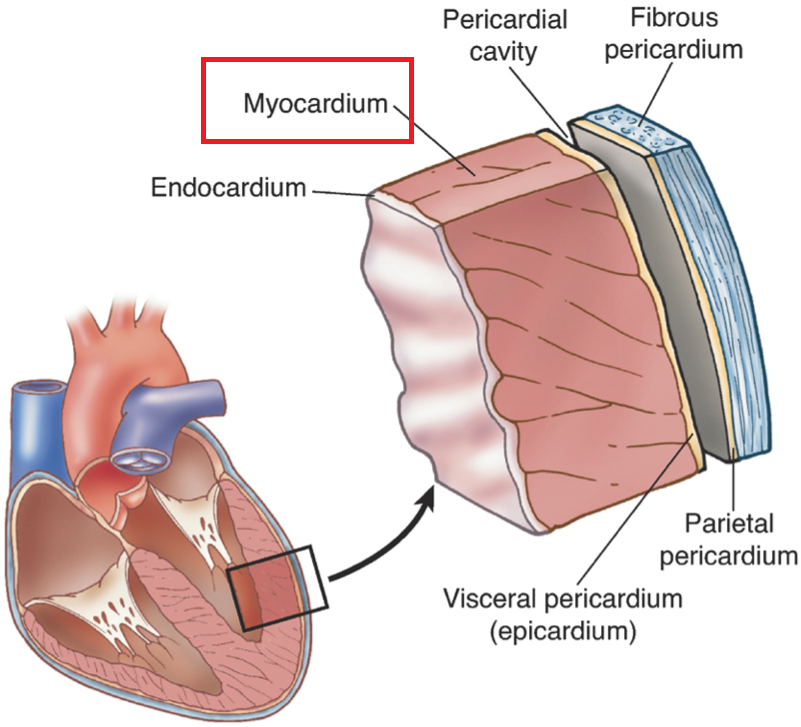 Pericardial
cavity
Fibrous
pericardium
Myocardium
Endocardium
Parietal
pericardium
Visceral pericardium
(epicardium)